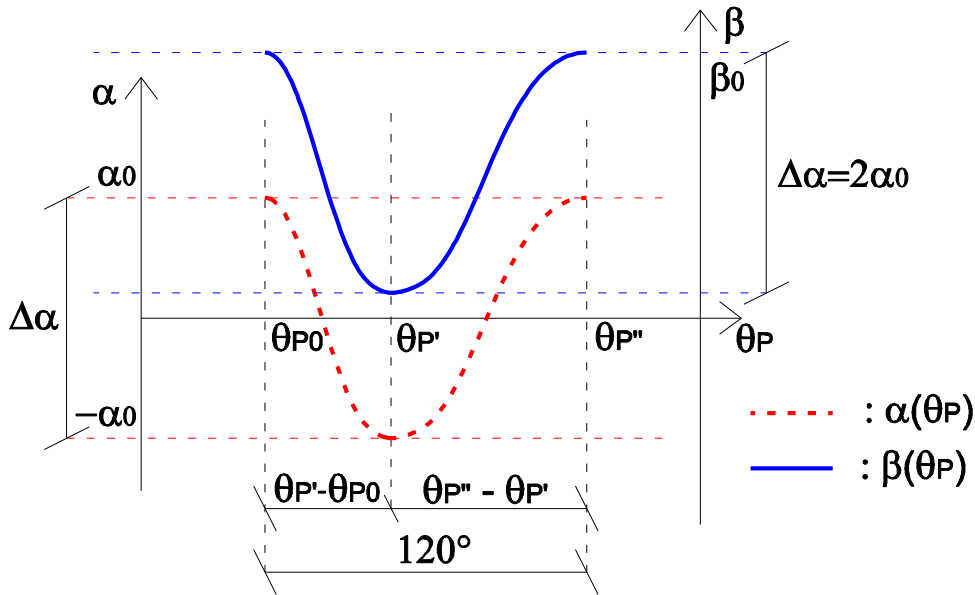 β
α
β0
α0
Δα=2α0
Δα
θP0
θP'
θP"
θP
−α0
: α(θP)
: β(θP)
θP'-θP0
θP" - θP'
120°